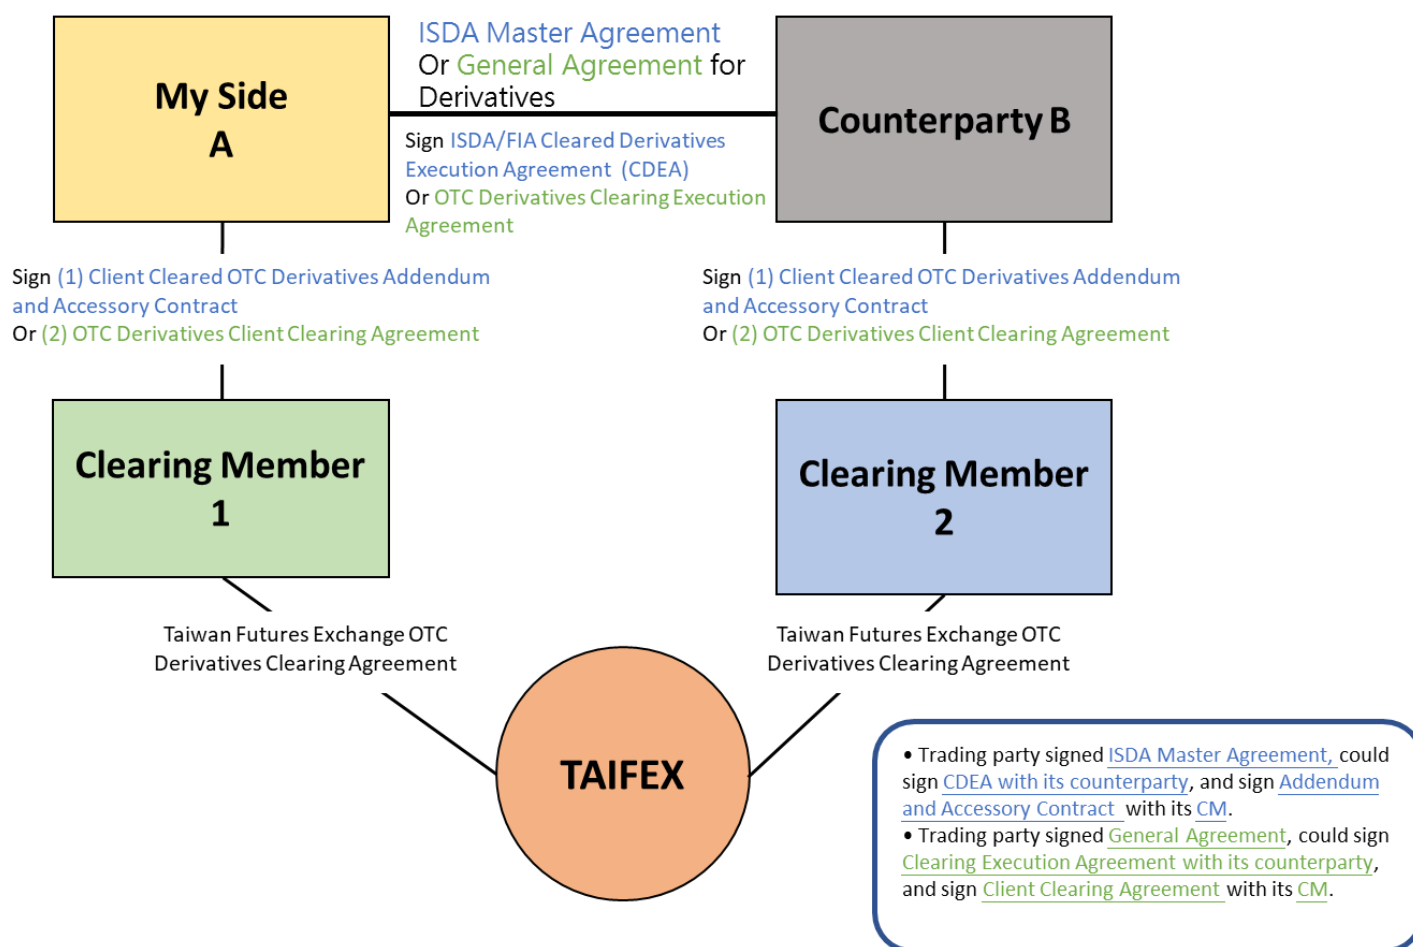 My Side
A
ISDA Master Agreement
Or General Agreement for
Derivatives
Sign ISDA/FIA Cleared Derivatives
Execution Agreement (CDEA)
Or OTC Derivatives Clearing Execution
Agreement
Counterparty B
Sign (1) Client Cleared OTC Derivatives Addendum
and Accessory Contract
Or (2) OTC Derivatives Client Clearing Agreement
Sign (1) Client Cleared OTC Derivatives Addendum
and Accessory Contract
Or (2) OTC Derivatives Client Clearing Agreement
Clearing Member
1
Clearing Member
2
Taiwan Futures Exchange OTC
Derivatives Clearing Agreement
Taiwan Futures Exchange OTC
Derivatives Clearing Agreement
TAIFEX
• Trading party signed ISDA Master Agreement, could
sign CDEA with its counterparty, and sign Addendum
and Accessory Contract with its CM.
• Trading party signed General Agreement, could sign
Clearing Execution Agreement with its counterparty,
and sign Client Clearing Agreement with its CM.